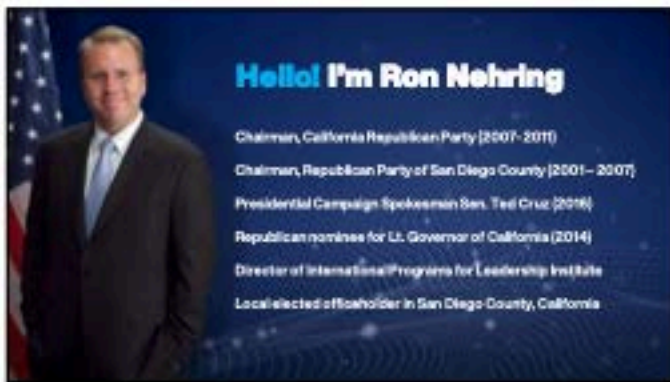 Hello! I'm Ron Nehring
Chairman, California Republican Party (2007-2011)
Chairman, Republican Party of San Diego County (2001 – 2007)
Presidential Campaign Spokesman Sen. Ted Cruz (2016)
Republican nominee for Lt. Governor of California (2014)
Director of International Programs for Leadership Institute
Local elected officeholder in San Diego County, California